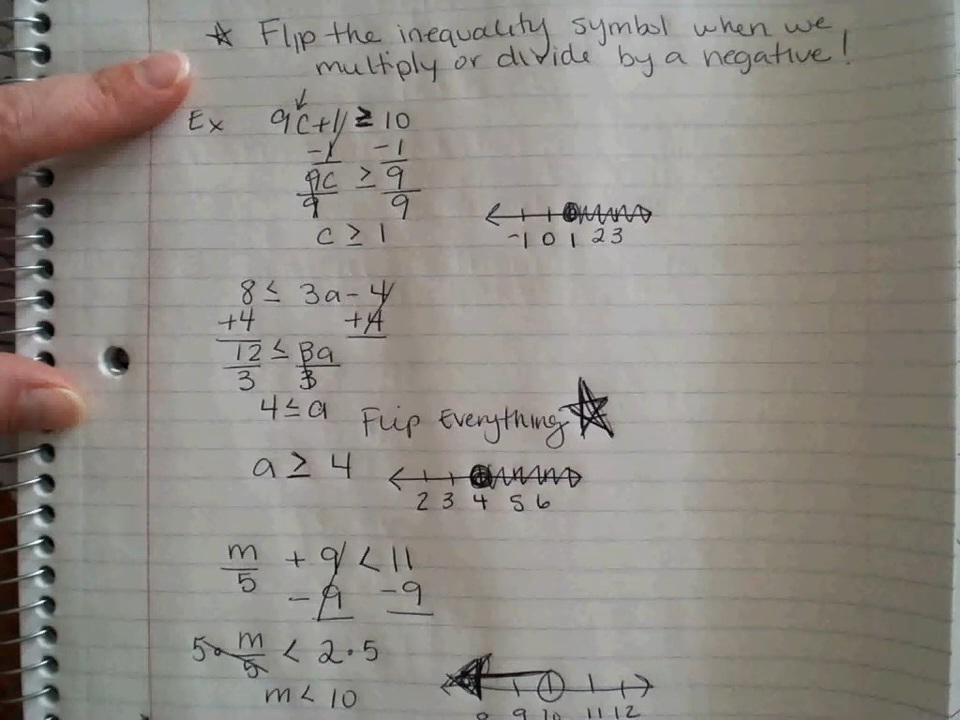 ☆ Flip the inequality symbol when we
multiply or divide by a negative!
Ex 9c+1 ≥ 10
-1 -1
9c ≥ 9
9 9
c ≥ 1
-1 0 1 2 3
8 ≤ 3a - 4
+4 +4
12 ≤ 3a
3 3
4 ≤ a Flip Everything ☆
a ≥ 4
2 3 4 5 6
m/5 + 9 < 11
- 9 - 9
5 • m/5 < 2 • 5
m < 10
8 9 10 11 12